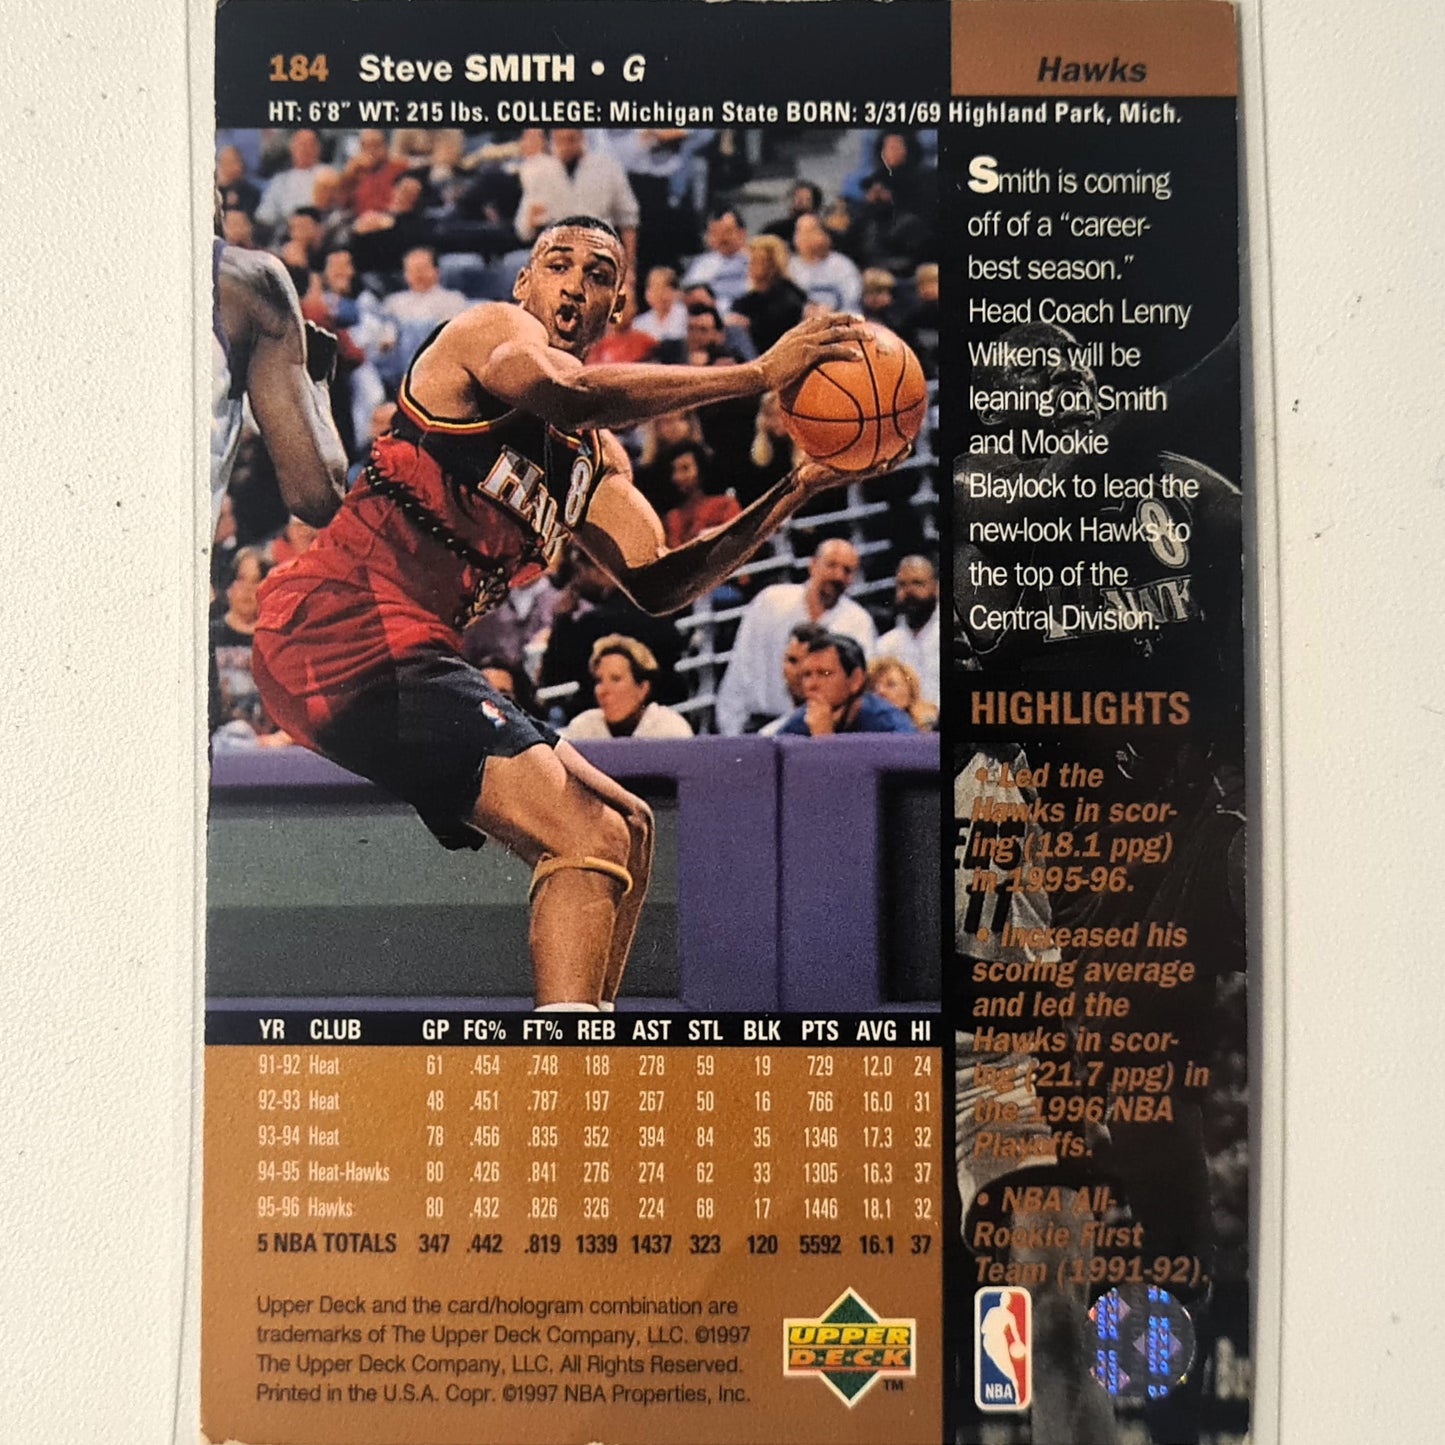 184 Steve SMITH • G
Hawks
HT: 6'8" WT: 215 lbs. COLLEGE: Michigan State BORN: 3/31/69 Highland Park, Mich.
Smith is coming
off of a “career-
best season.”
Head Coach Lenny
Wilkens will be
leaning on Smith
and Mookie
Blaylock to lead the
new-look Hawks to
the top of the
Central Division.
HIGHLIGHTS
• Led the
Hawks in scor-
ing (18.1 ppg)
in 1995-96.
• Increased his
scoring average
and led the
Hawks in scor-
ing (21.7 ppg) in
the 1996 NBA
Playoffs.
• NBA All-
Rookie First
Team (1991-92).
HAWK
8
8
HAWK
11
YR CLUB GP FG% FT% REB AST STL BLK PTS AVG HI
91-92 Heat 61 .454 .748 188 278 59 19 729 12.0 24
92-93 Heat 48 .451 .787 197 267 50 16 766 16.0 31
93-94 Heat 78 .456 .835 352 394 84 35 1346 17.3 32
94-95 Heat-Hawks 80 .426 .841 276 274 62 33 1305 16.3 37
95-96 Hawks 80 .432 .826 326 224 68 17 1446 18.1 32
5 NBA TOTALS 347 .442 .819 1339 1437 323 120 5592 16.1 37
Upper Deck and the card/hologram combination are
trademarks of The Upper Deck Company, LLC. ©1997
The Upper Deck Company, LLC. All Rights Reserved.
Printed in the U.S.A. Copr. ©1997 NBA Properties, Inc.
UPPER
D·E·C·K
TM
NBA